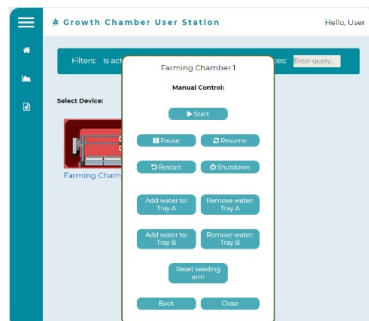 Growth Chamber User Station
Hello, User
Filters: Is act
ces: Enter query..
Select Device:
Farming Cham
Farming Chamber 1
Manual Control:
Start
Pause
Resume
Restart
Shutdown
Add water to:
Tray A
Remove water:
Tray A
Add water to:
Tray B
Remove water:
Tray B
Reset seeding
arm
Back
Close